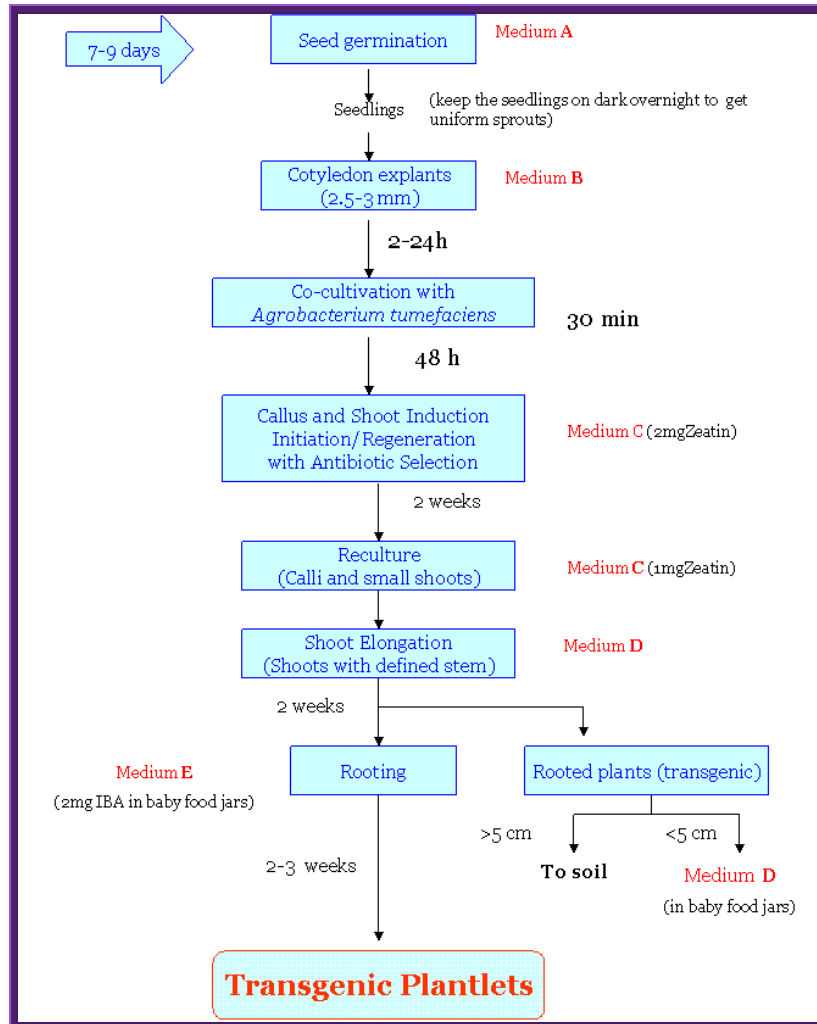 7-9 days
Seed germination
Medium A
Seedlings
(keep the seedlings on dark overnight to get
uniform sprouts)
Cotyledon explants
(2.5-3 mm)
Medium B
2-24h
Co-cultivation with
Agrobacterium tumefaciens
30 min
48 h
Callus and Shoot Induction
Initiation/Regeneration
with Antibiotic Selection
Medium C (2mgZeatin)
2 weeks
Reculture
(Calli and small shoots)
Medium C (1mgZeatin)
Shoot Elongation
(Shoots with defined stem)
Medium D
2 weeks
Medium E
(2mg IBA in baby food jars)
Rooting
Rooted plants (transgenic)
>5 cm
<5 cm
2-3 weeks
To soil
Medium D
(in baby food jars)
Transgenic Plantlets